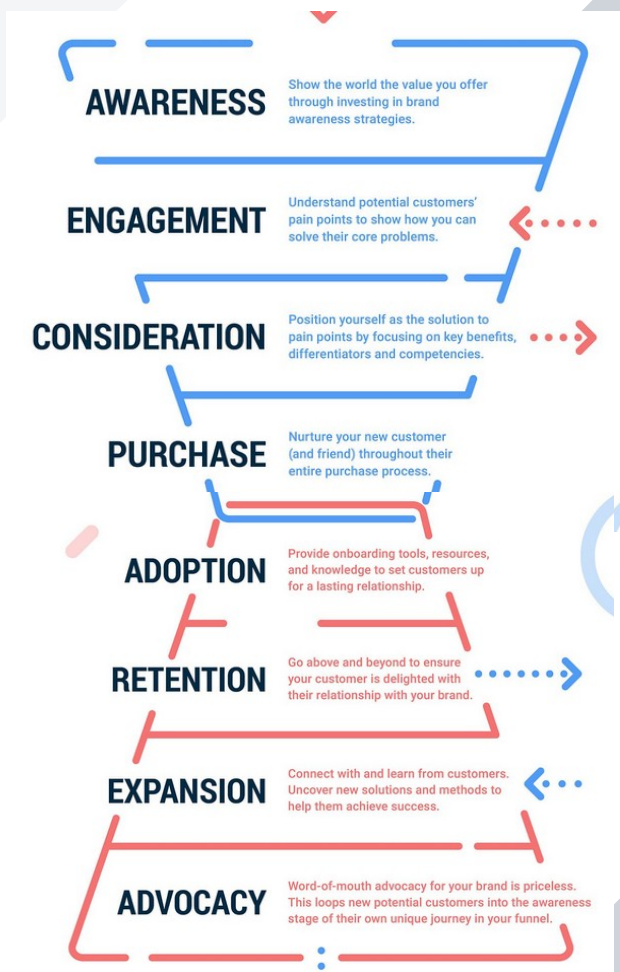 AWARENESS
Show the world the value you offer
through investing in brand
awareness strategies.
ENGAGEMENT
Understand potential customers'
pain points to show how you can
solve their core problems.
CONSIDERATION
Position yourself as the solution to
pain points by focusing on key benefits,
differentiators and competencies.
PURCHASE
Nurture your new customer
(and friend) throughout their
entire purchase process.
ADOPTION
Provide onboarding tools, resources,
and knowledge to set customers up
for a lasting relationship.
RETENTION
Go above and beyond to ensure
your customer is delighted with
their relationship with your brand.
EXPANSION
Connect with and learn from customers.
Uncover new solutions and methods to
help them achieve success.
ADVOCACY
Word-of-mouth advocacy for your brand is priceless.
This loops new potential customers into the awareness
stage of their own unique journey in your funnel.